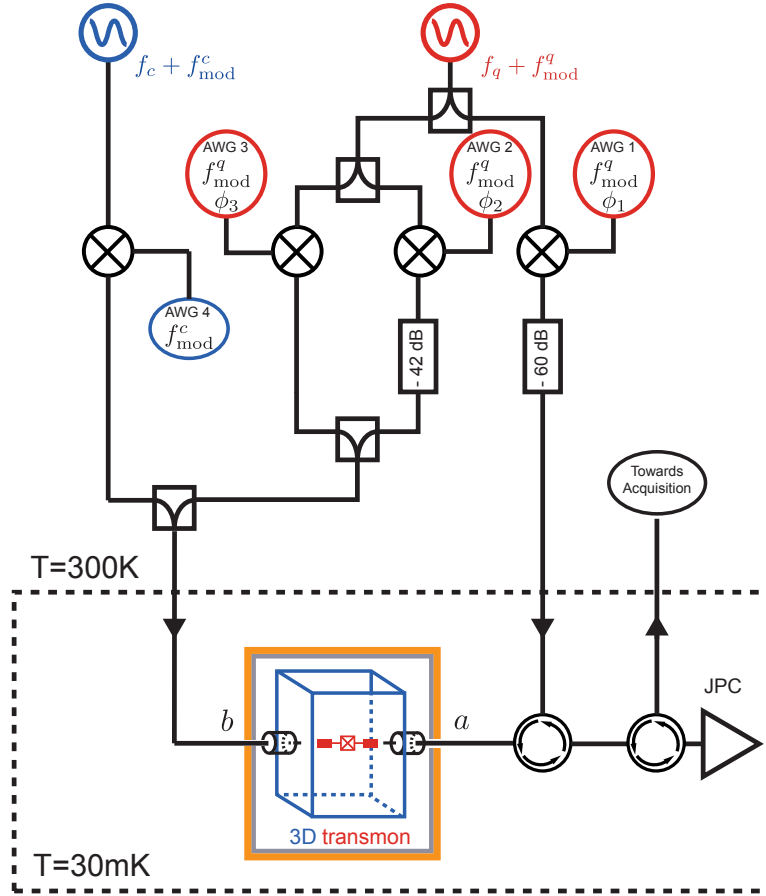 f_c + f^c_mod
f_q + f^q_mod
AWG 3
f^q_mod
ϕ_3
AWG 2
f^q_mod
ϕ_2
AWG 1
f^q_mod
ϕ_1
AWG 4
f^c_mod
- 42 dB
- 60 dB
Towards
Acquisition
T=300K
JPC
b
a
3D transmon
T=30mK